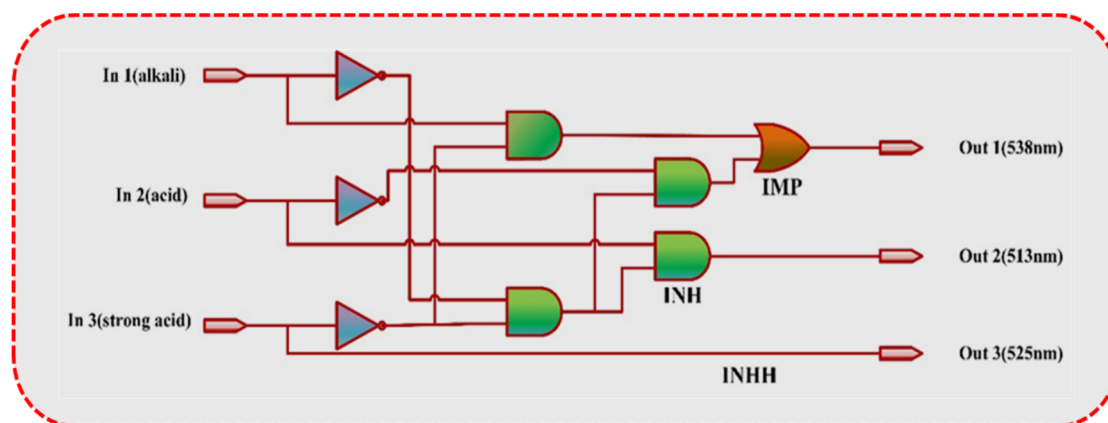 In 1(alkali)
Out 1(538nm)
IMP
In 2(acid)
Out 2(513nm)
INH
In 3(strong acid)
Out 3(525nm)
INHH